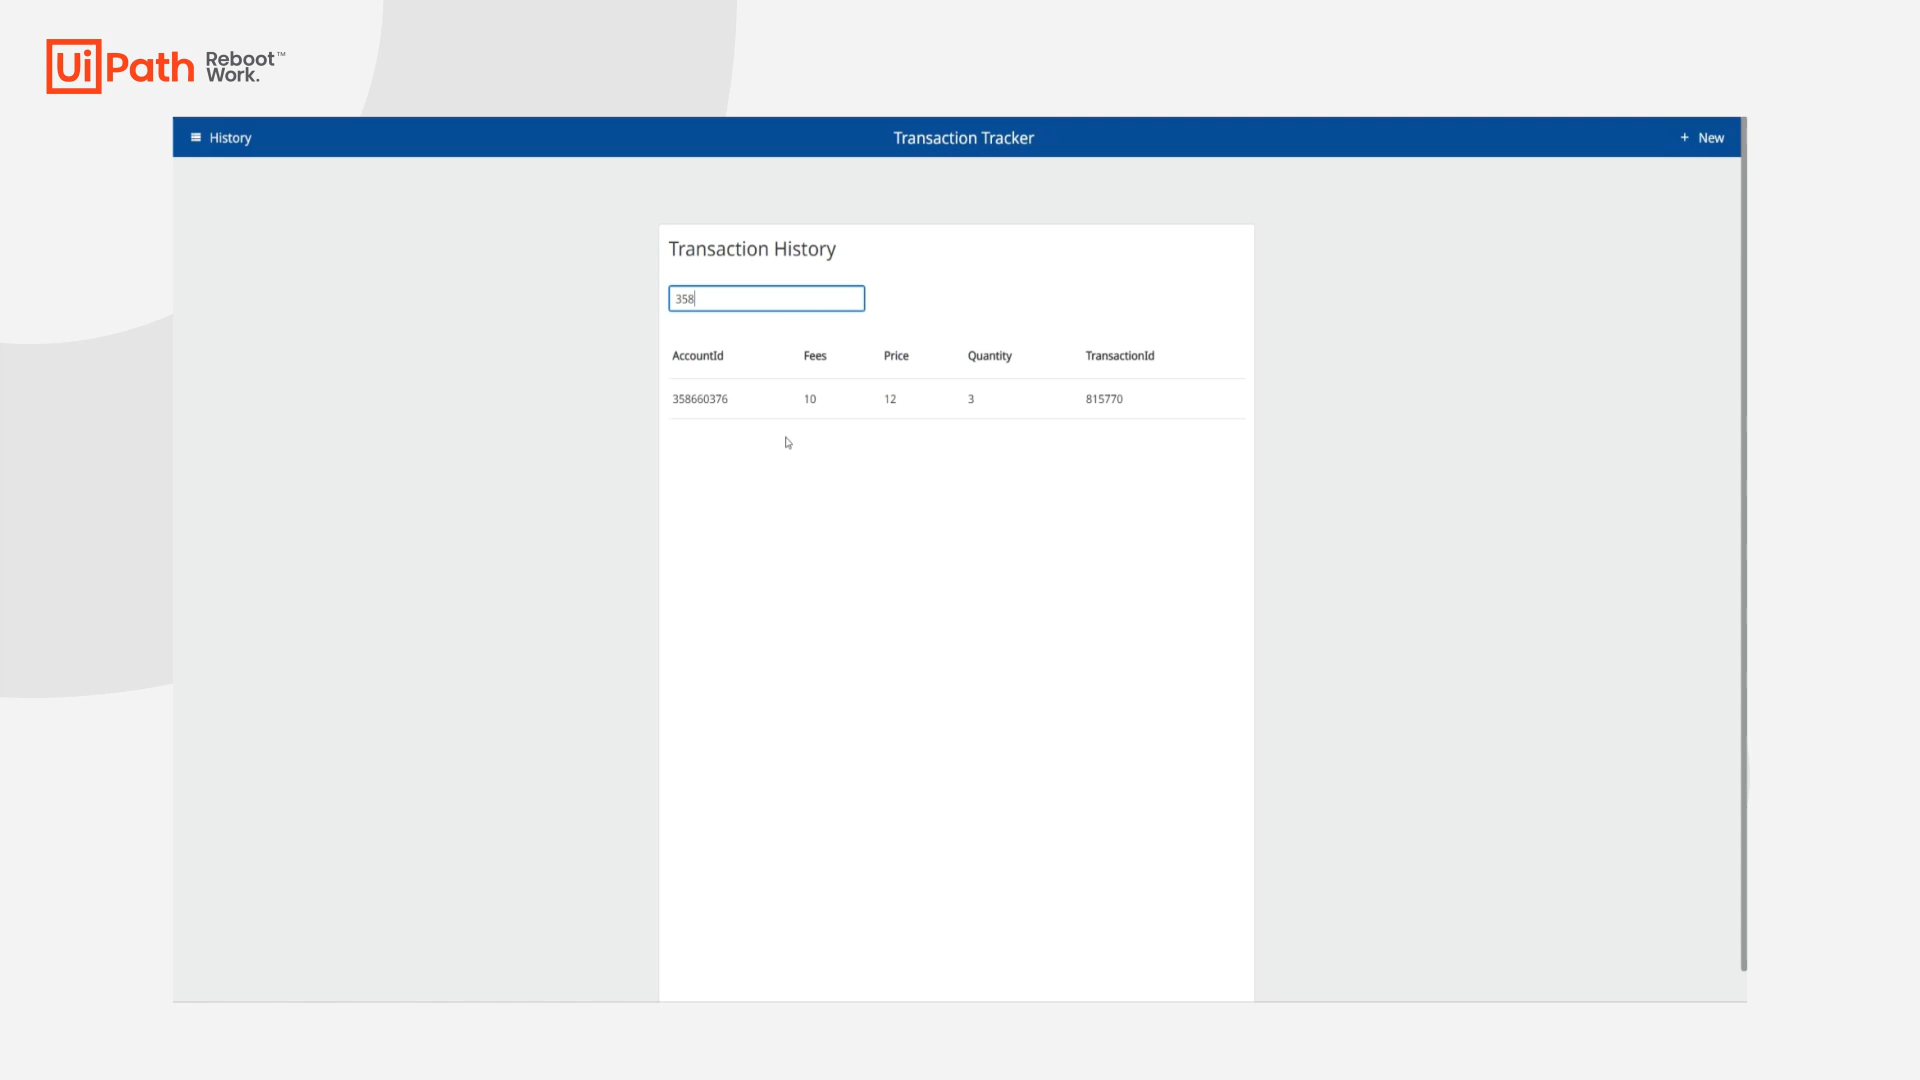 UiPath Reboot™
Work.
History Transaction Tracker + New
Transaction History
358
AccountId Fees Price Quantity TransactionId
358660376 10 12 3 815770